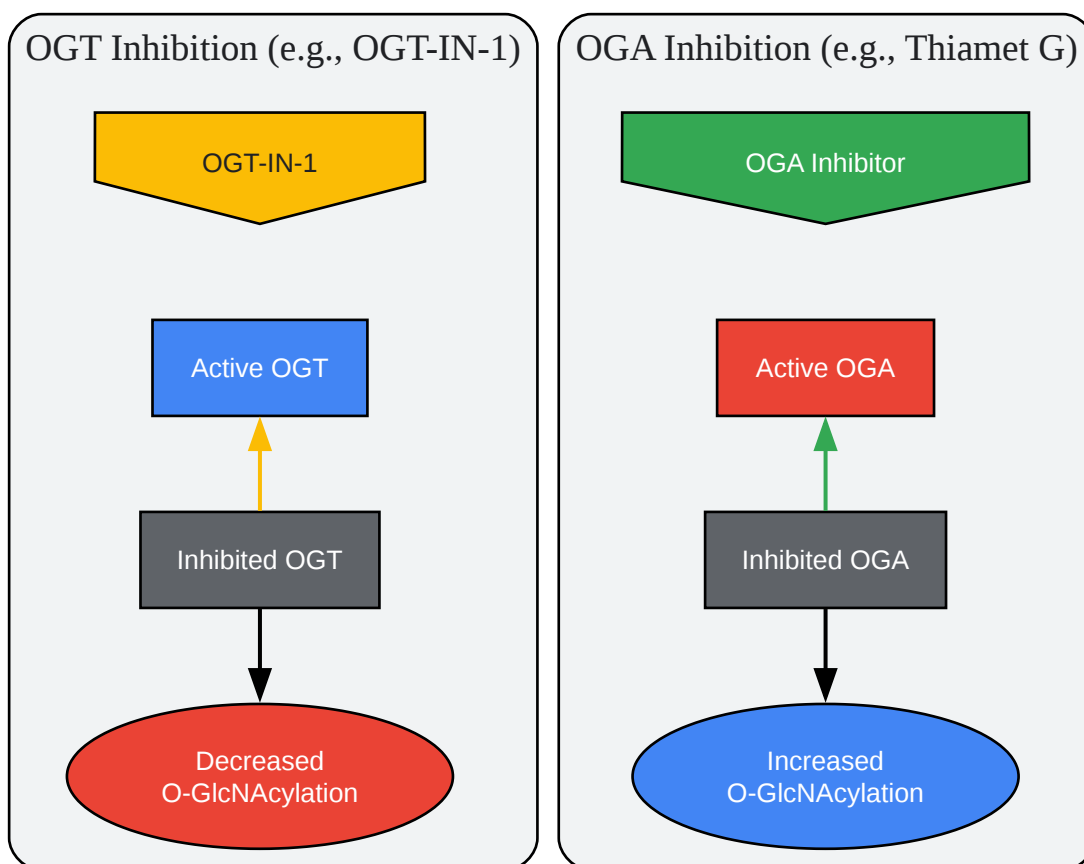 OGT Inhibition (e.g., OGT-IN-1)
OGT-IN-1
Active OGT
Inhibited OGT
Decreased
O-GlcNAcylation
OGA Inhibition (e.g., Thiamet G)
OGA Inhibitor
Active OGA
Inhibited OGA
Increased
O-GlcNAcylation